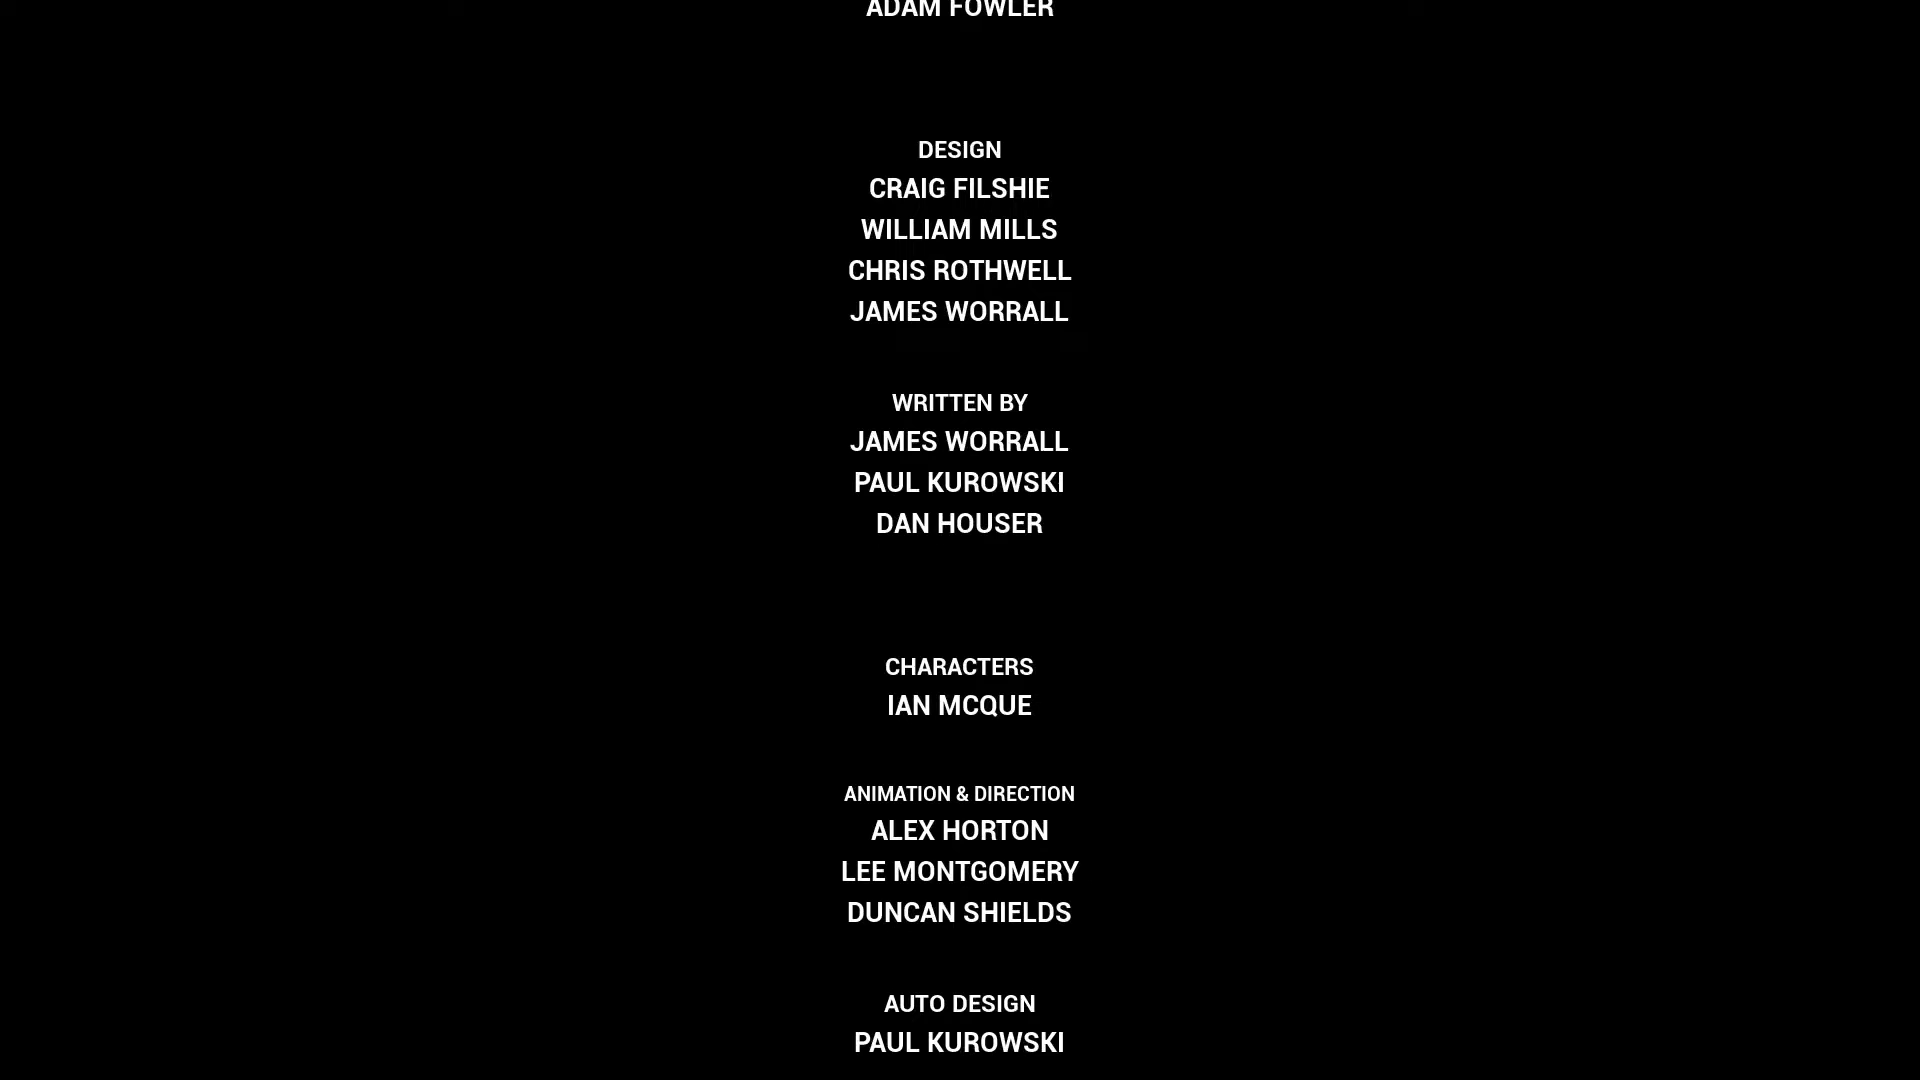 ADAM FOWLER
DESIGN
CRAIG FILSHIE
WILLIAM MILLS
CHRIS ROTHWELL
JAMES WORRALL
WRITTEN BY
JAMES WORRALL
PAUL KUROWSKI
DAN HOUSER
CHARACTERS
IAN MCQUE
ANIMATION & DIRECTION
ALEX HORTON
LEE MONTGOMERY
DUNCAN SHIELDS
AUTO DESIGN
PAUL KUROWSKI